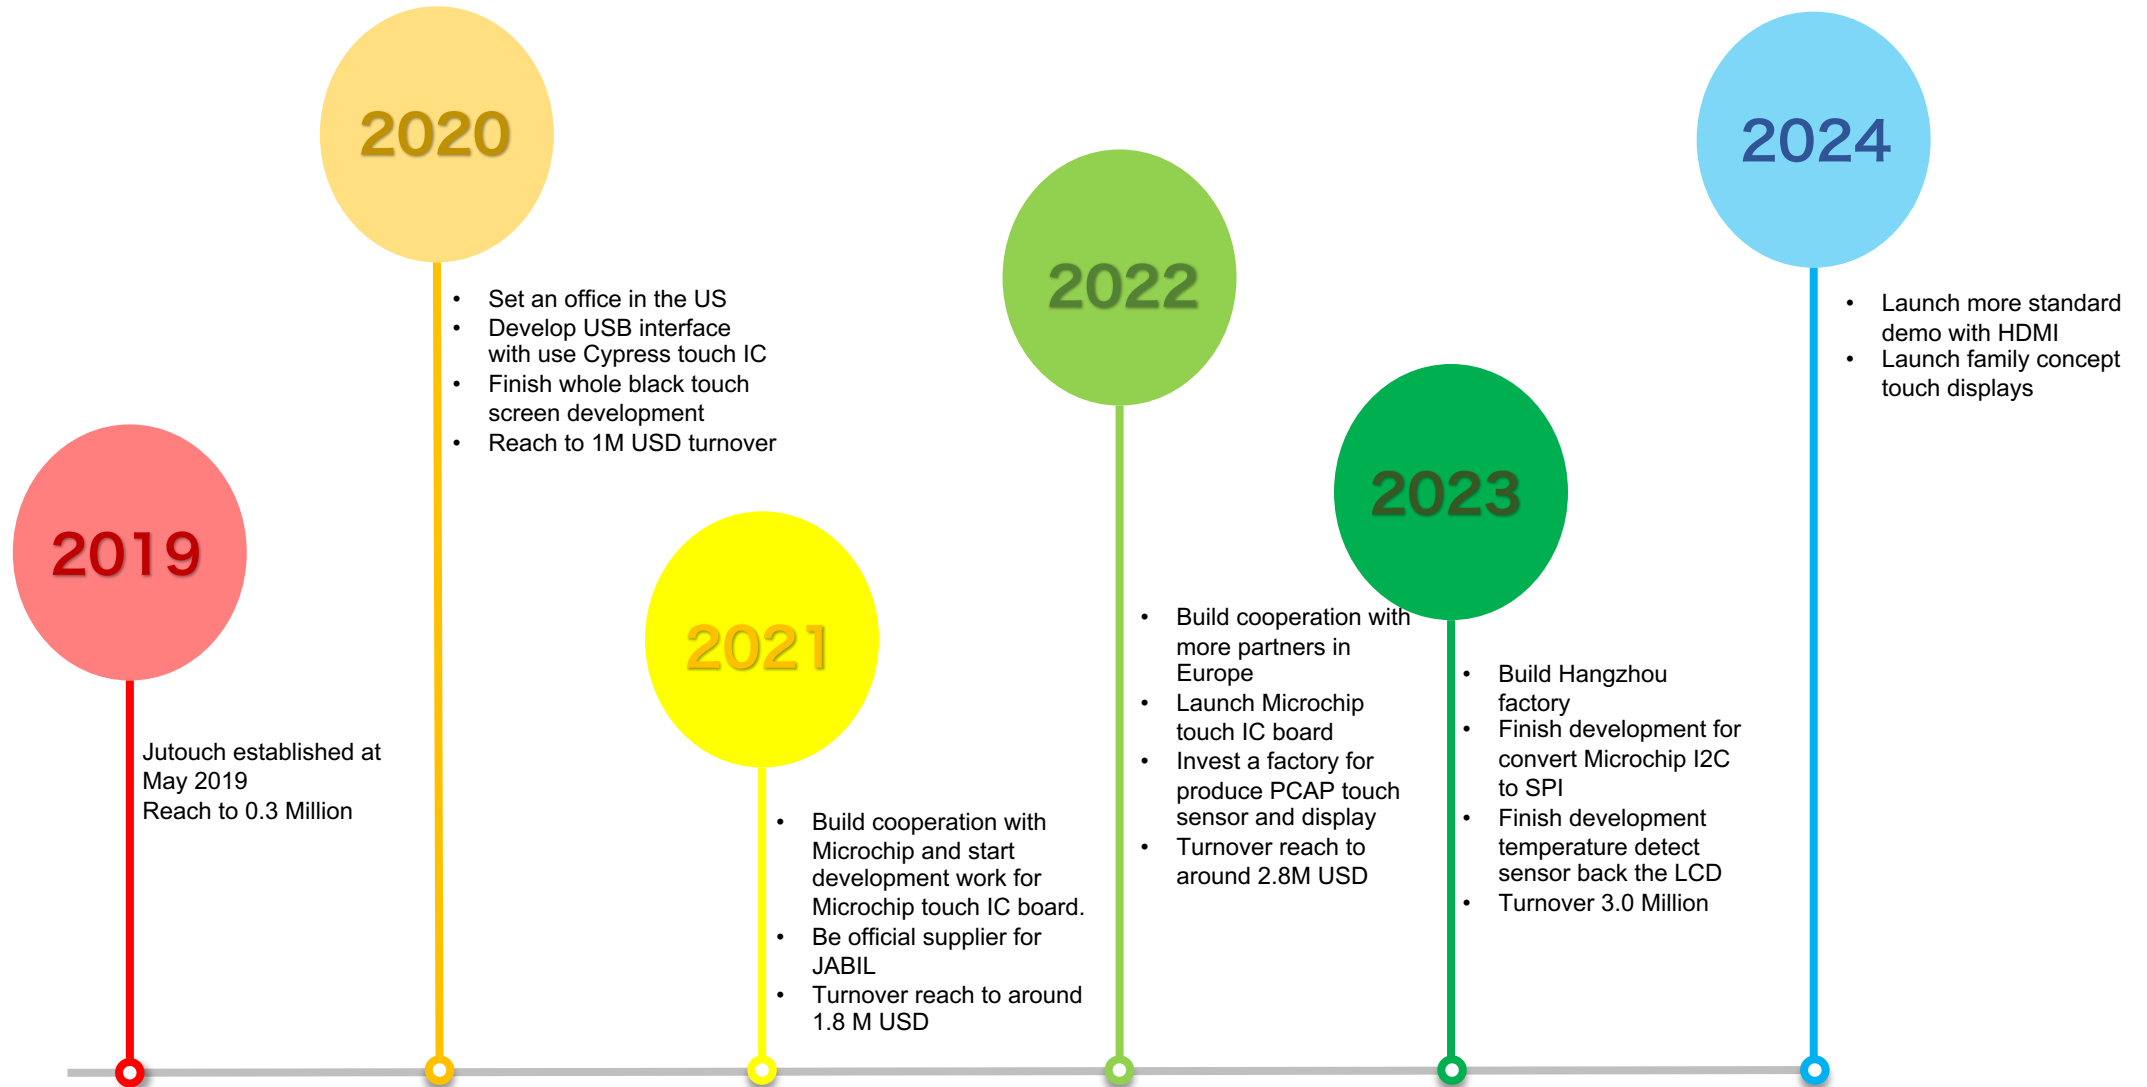 2019
Jutouch established at
May 2019
Reach to 0.3 Million
2020
• Set an office in the US
• Develop USB interface
with use Cypress touch IC
• Finish whole black touch
screen development
• Reach to 1M USD turnover
2021
• Build cooperation with
Microchip and start
development work for
Microchip touch IC board.
• Be official supplier for
JABIL
• Turnover reach to around
1.8 M USD
2022
• Build cooperation with
more partners in
Europe
• Launch Microchip
touch IC board
• Invest a factory for
produce PCAP touch
sensor and display
• Turnover reach to
around 2.8M USD
2023
• Build Hangzhou
factory
• Finish development for
convert Microchip I2C
to SPI
• Finish development
temperature detect
sensor back the LCD
• Turnover 3.0 Million
2024
• Launch more standard
demo with HDMI
• Launch family concept
touch displays